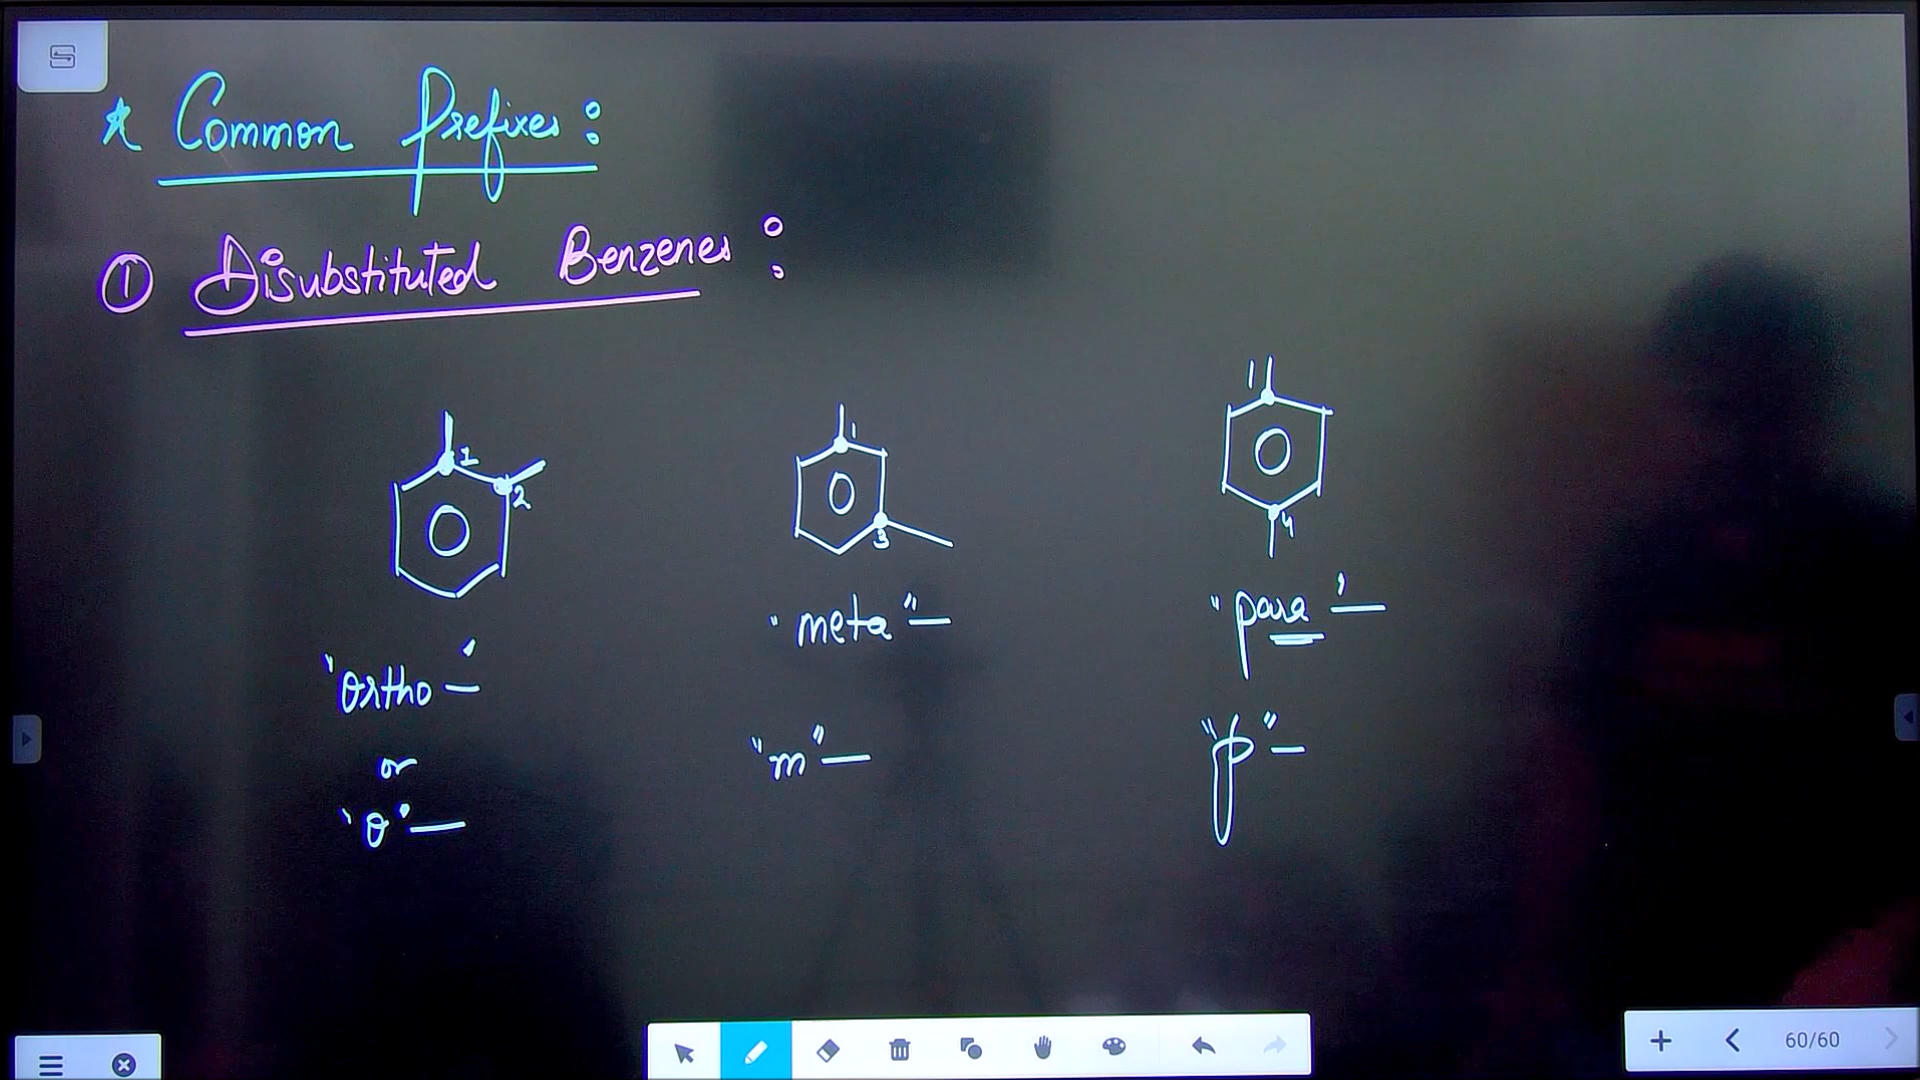 * Common Prefixes:
① Disubstituted Benzenes:
1
2
1
3
1
4
"ortho"—
or
"o"—
"meta"—
"m"—
"para"—
"p"—
60/60